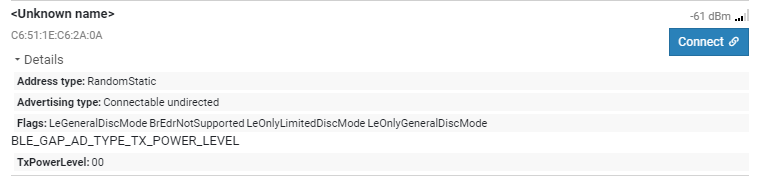 <Unknown name>
-61 dBm
C6:51:1E:C6:2A:0A
Connect
Details
Address type: RandomStatic
Advertising type: Connectable undirected
Flags: LeGeneralDiscMode BrEdrNotSupported LeOnlyLimitedDiscMode LeOnlyGeneralDiscMode
BLE_GAP_AD_TYPE_TX_POWER_LEVEL
TxPowerLevel: 00